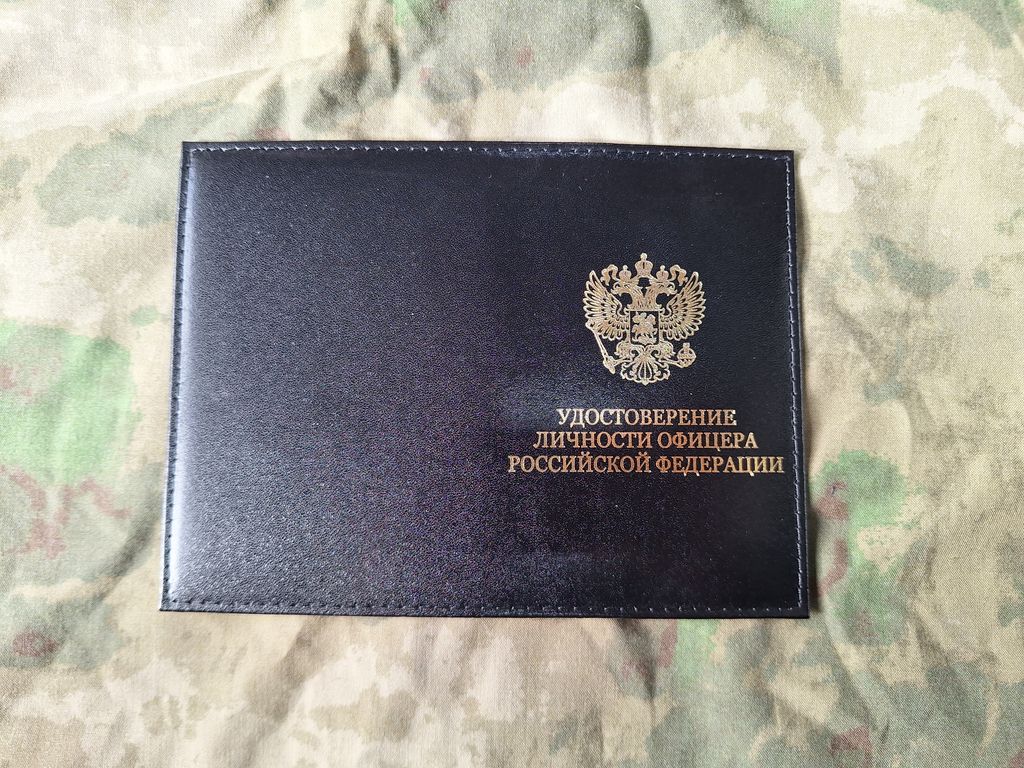 УДОСТОВЕРЕНИЕ
ЛИЧНОСТИ ОФИЦЕРА
РОССИЙСКОЙ ФЕДЕРАЦИИ